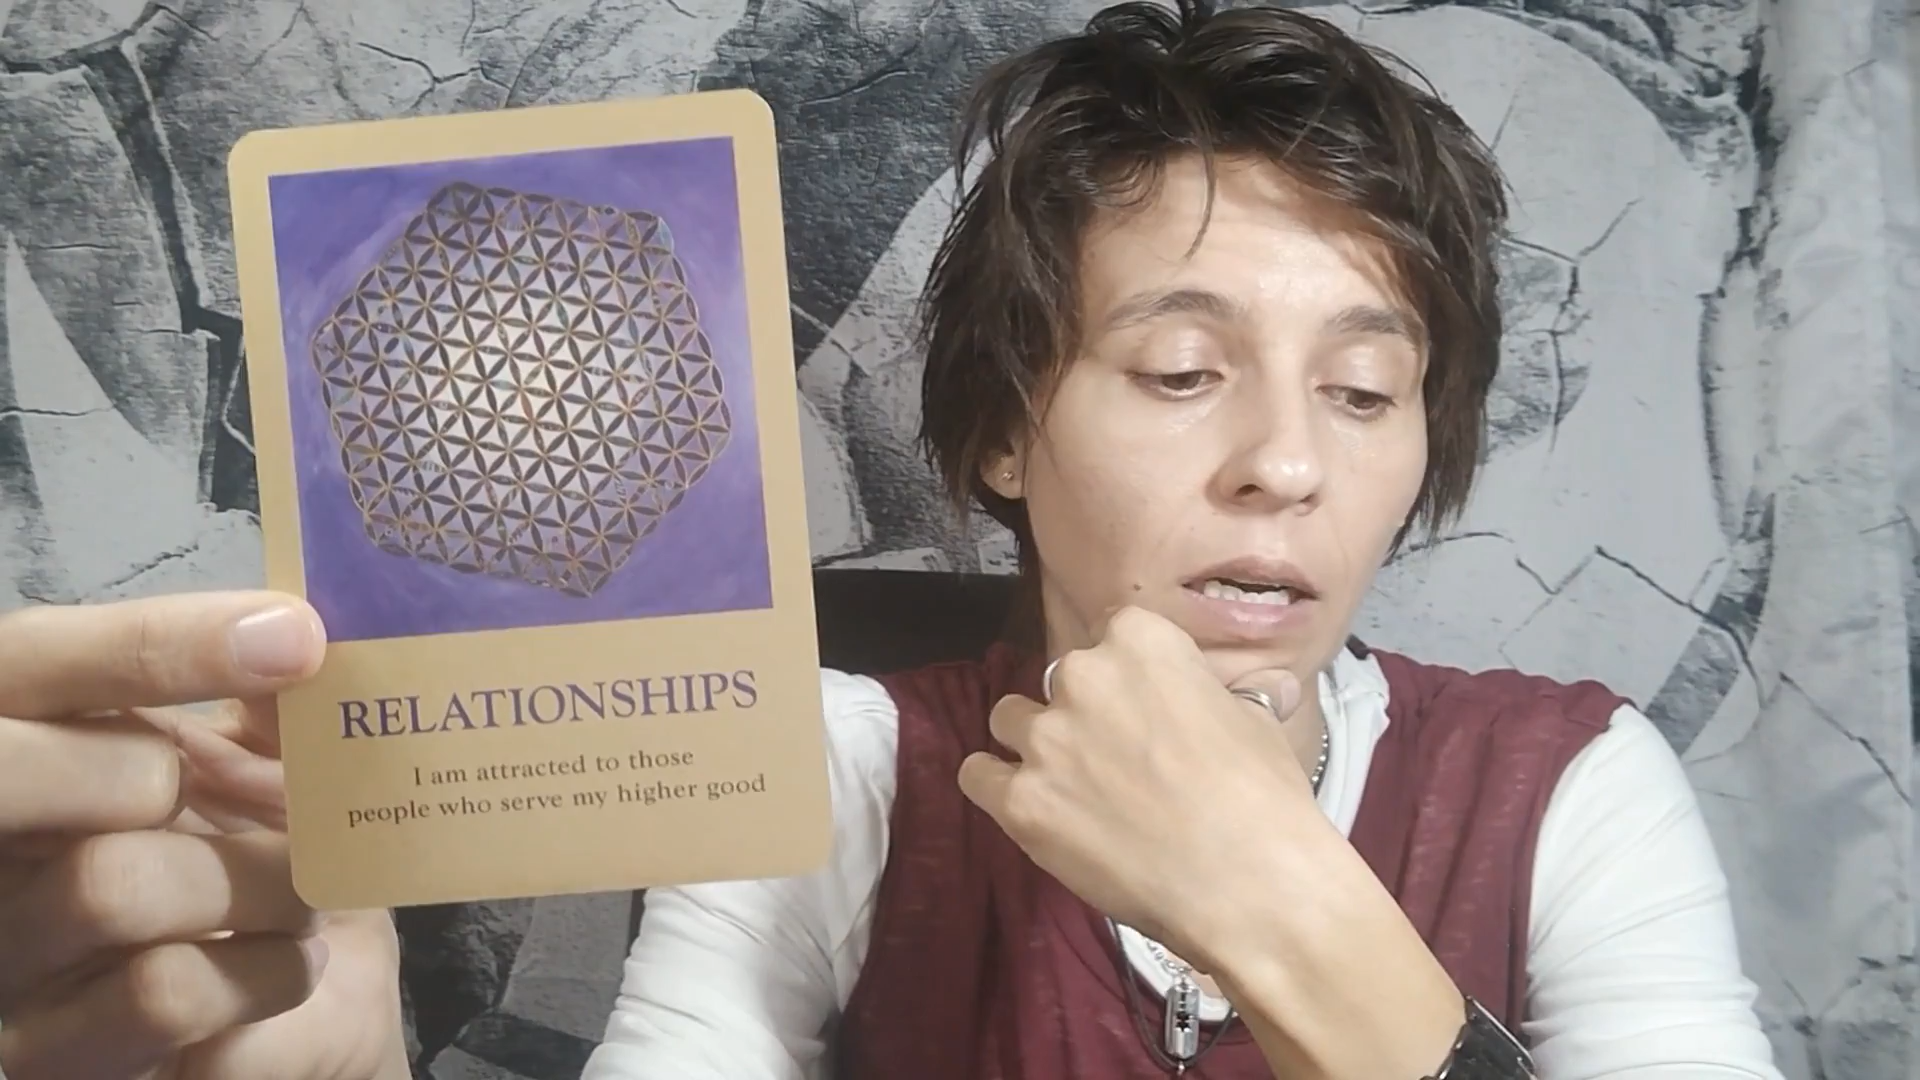 RELATIONSHIPS
I am attracted to those
people who serve my higher good